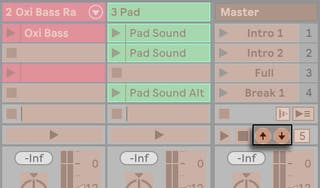 2 Oxi Bass Ra
3 Pad
Master
Oxi Bass
Pad Sound
Intro 1
1
Pad Sound
Intro 2
2
Full
3
Pad Sound Alt
Break 1
4
5
-Inf
0
-Inf
0
-Inf
0
12
12
12